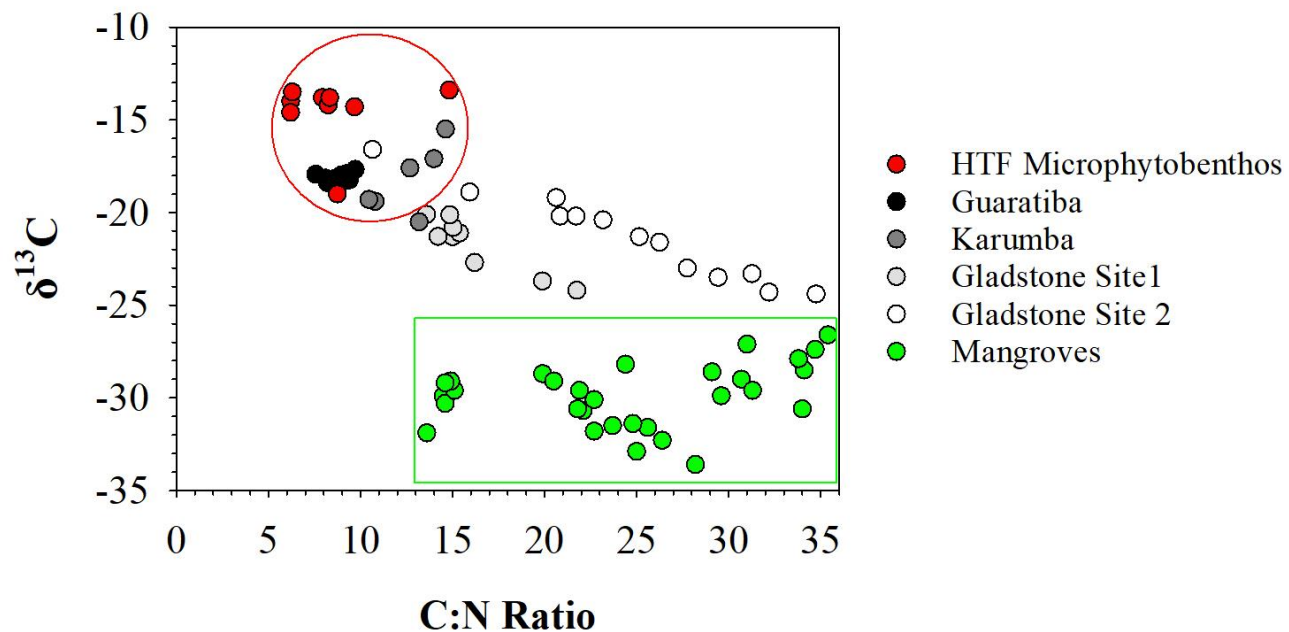 -10
-15
-20
-25
-30
-35
δ¹³C
0 5 10 15 20 25 30 35
C:N Ratio
HTF Microphytobenthos
Guaratiba
Karumba
Gladstone Site1
Gladstone Site 2
Mangroves